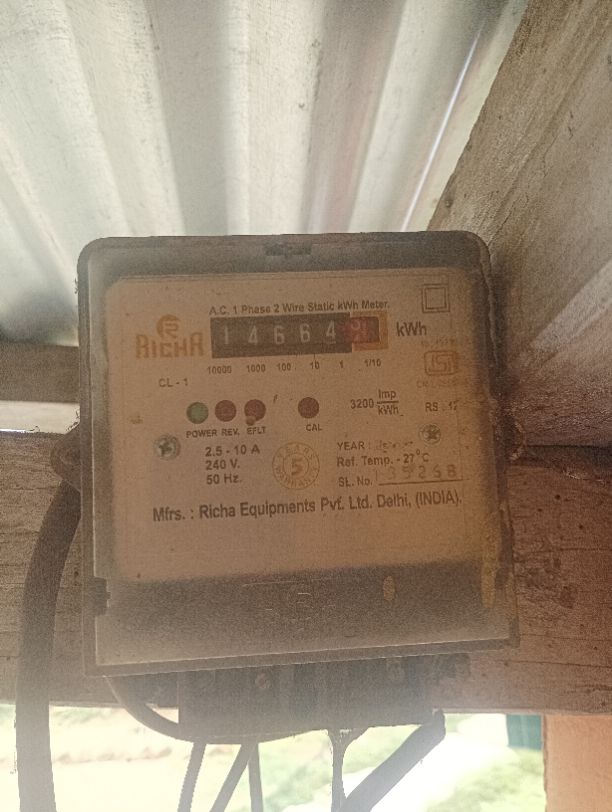 A.C. 1 Phase 2 Wire Static kWh Meter.
RICHA
14664 kWh
10000 1000 100 10 1 1/10
CL - 1
3200 Imp/kWh
POWER REV. EFLT CAL
2.5 - 10 A
240 V.
50 Hz.
5
YEAR :
Ref. Temp. - 27°C
SL. No.
Mfrs. : Richa Equipments Pvt. Ltd. Delhi, (INDIA).